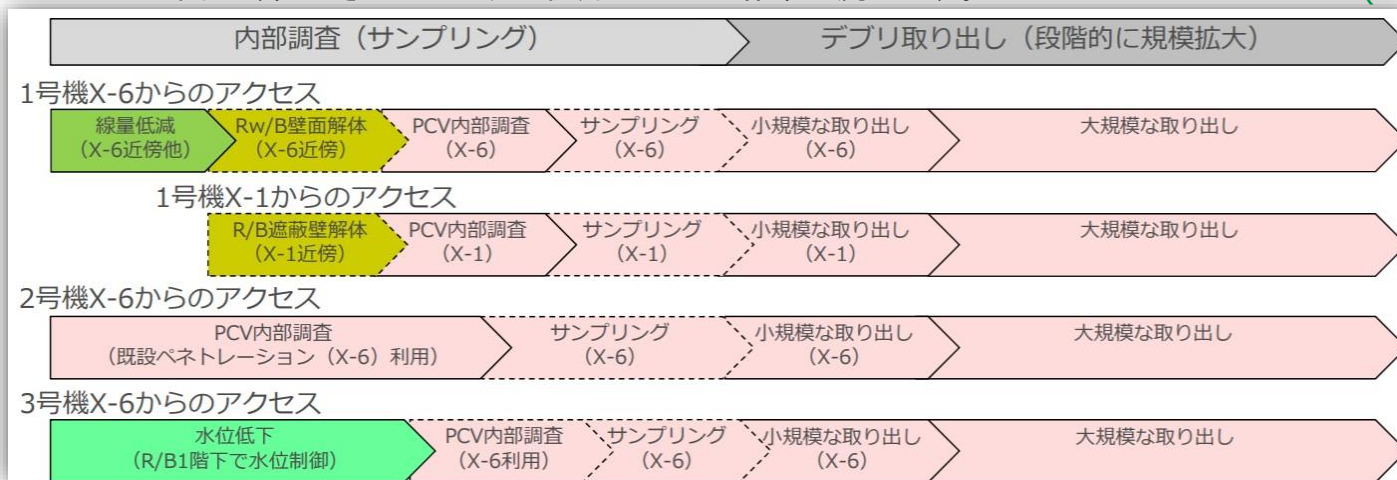 内部調査（サンプリング）
デブリ取り出し（段階的に規模拡大）
1号機X-6からのアクセス
線量低減
（X-6近傍他）
Rw/B壁面解体
（X-6近傍）
PCV内部調査
（X-6）
サンプリング
（X-6）
小規模な取り出し
（X-6）
大規模な取り出し
1号機X-1からのアクセス
R/B遮蔽壁解体
（X-1近傍）
PCV内部調査
（X-1）
サンプリング
（X-1）
小規模な取り出し
（X-1）
大規模な取り出し
2号機X-6からのアクセス
PCV内部調査
（既設ペネトレーション（X-6）利用）
サンプリング
（X-6）
小規模な取り出し
（X-6）
大規模な取り出し
3号機X-6からのアクセス
水位低下
（R/B1階下で水位制御）
PCV内部調査
（X-6利用）
サンプリング
（X-6）
小規模な取り出し
（X-6）
大規模な取り出し